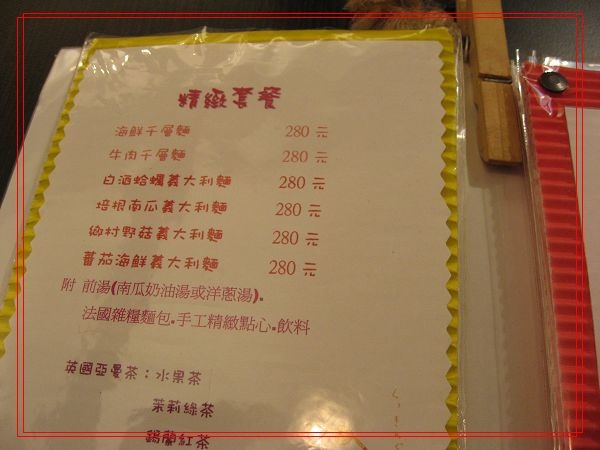 精緻套餐
海鮮千層麵 280 元
牛肉千層麵 280 元
白酒蛤蠣義大利麵 280 元
培根南瓜義大利麵 280 元
鄉村野菇義大利麵 280 元
蕃茄海鮮義大利麵 280 元
附 前湯(南瓜奶油湯或洋蔥湯).
法國雜糧麵包.手工精緻點心.飲料
英國亞曼茶：水果茶
茉莉綠茶
錫蘭紅茶